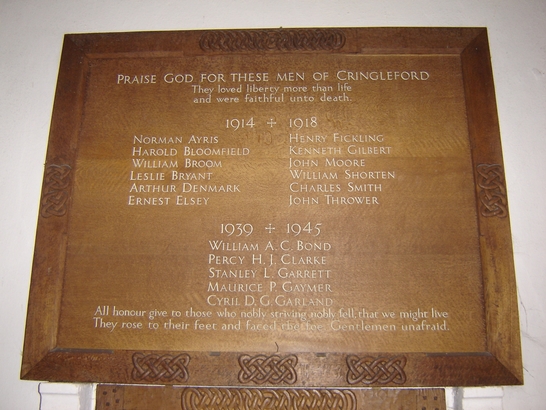 PRAISE GOD FOR THESE MEN OF CRINGLEFORD
They loved liberty more than life
and were faithful unto death.
1914 + 1918
NORMAN AYRIS HENRY FICKLING
HAROLD BLOOMFIELD KENNETH GILBERT
WILLIAM BROOM JOHN MOORE
LESLIE BRYANT WILLIAM SHORTEN
ARTHUR DENMARK CHARLES SMITH
ERNEST ELSEY JOHN THROWER
1939 + 1945
WILLIAM A. C. BOND
PERCY H. J. CLARKE
STANLEY L. GARRETT
MAURICE P. GAYMER
CYRIL D. G. GARLAND
All honour give to those who nobly striving nobly fell, that we might live
They rose to their feet and faced Gentlemen unafraid.